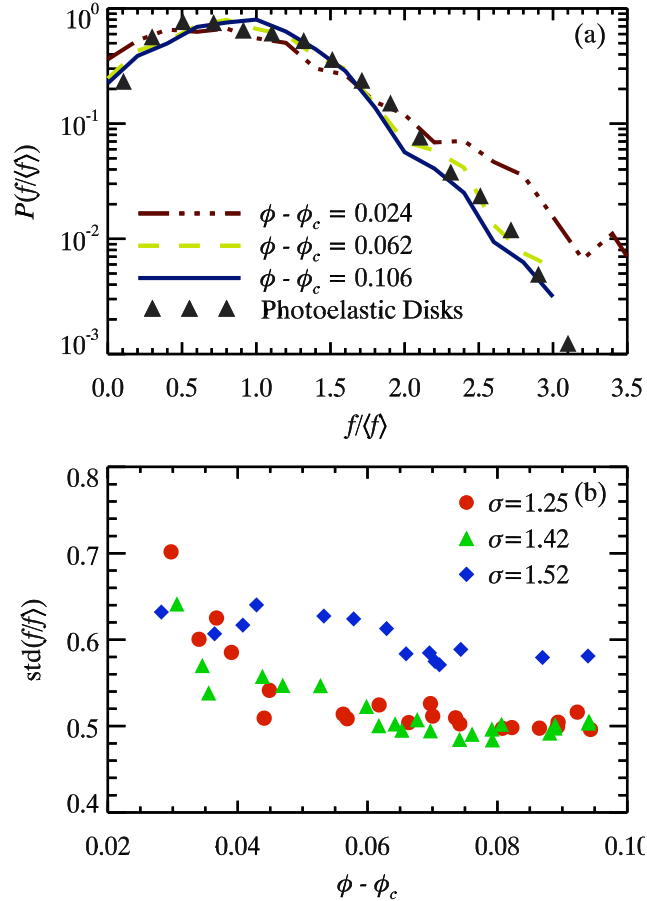 (a)
10⁰
10⁻¹
10⁻²
10⁻³
P(f/⟨f⟩)
ϕ - ϕc = 0.024
ϕ - ϕc = 0.062
ϕ - ϕc = 0.106
Photoelastic Disks
0.0 0.5 1.0 1.5 2.0 2.5 3.0 3.5
f/⟨f⟩
(b)
0.8
0.7
0.6
0.5
0.4
std(f/⟨f⟩)
σ=1.25
σ=1.42
σ=1.52
0.02 0.04 0.06 0.08 0.10
ϕ - ϕc